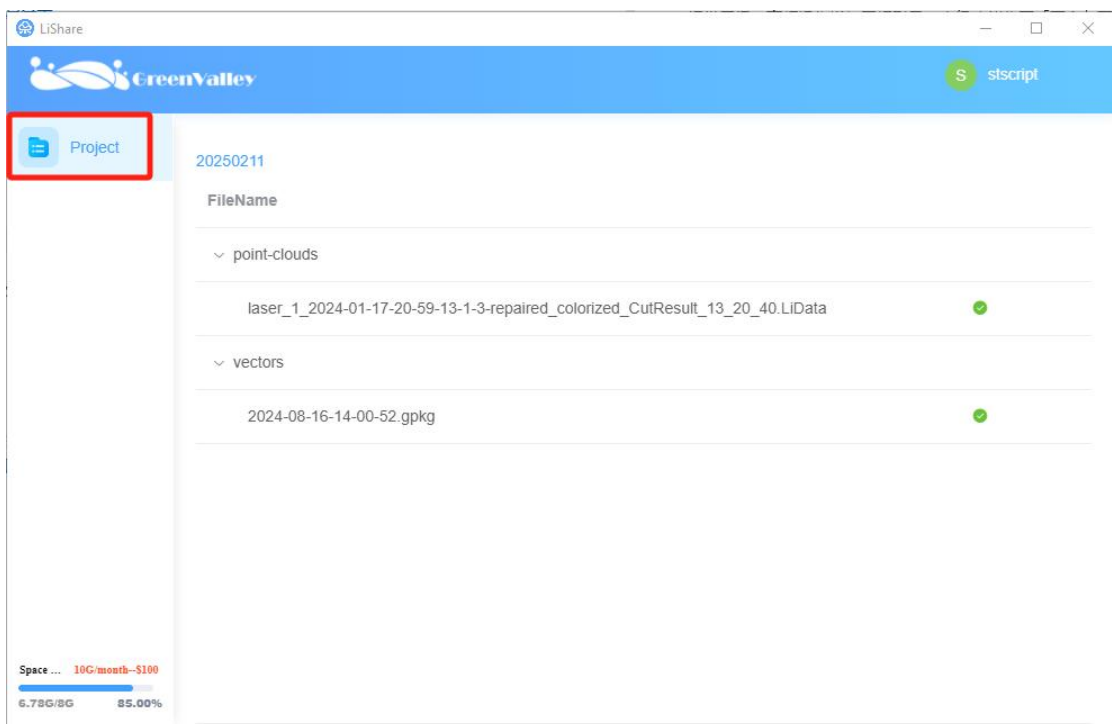 LiShare
GreenValley
S stscript
Project
20250211
FileName
point-clouds
laser_1_2024-01-17-20-59-13-1-3-repaired_colorized_CutResult_13_20_40.LiData
vectors
2024-08-16-14-00-52.gpkg
Space ... 10G/month--$100
6.78G/8G 85.00%